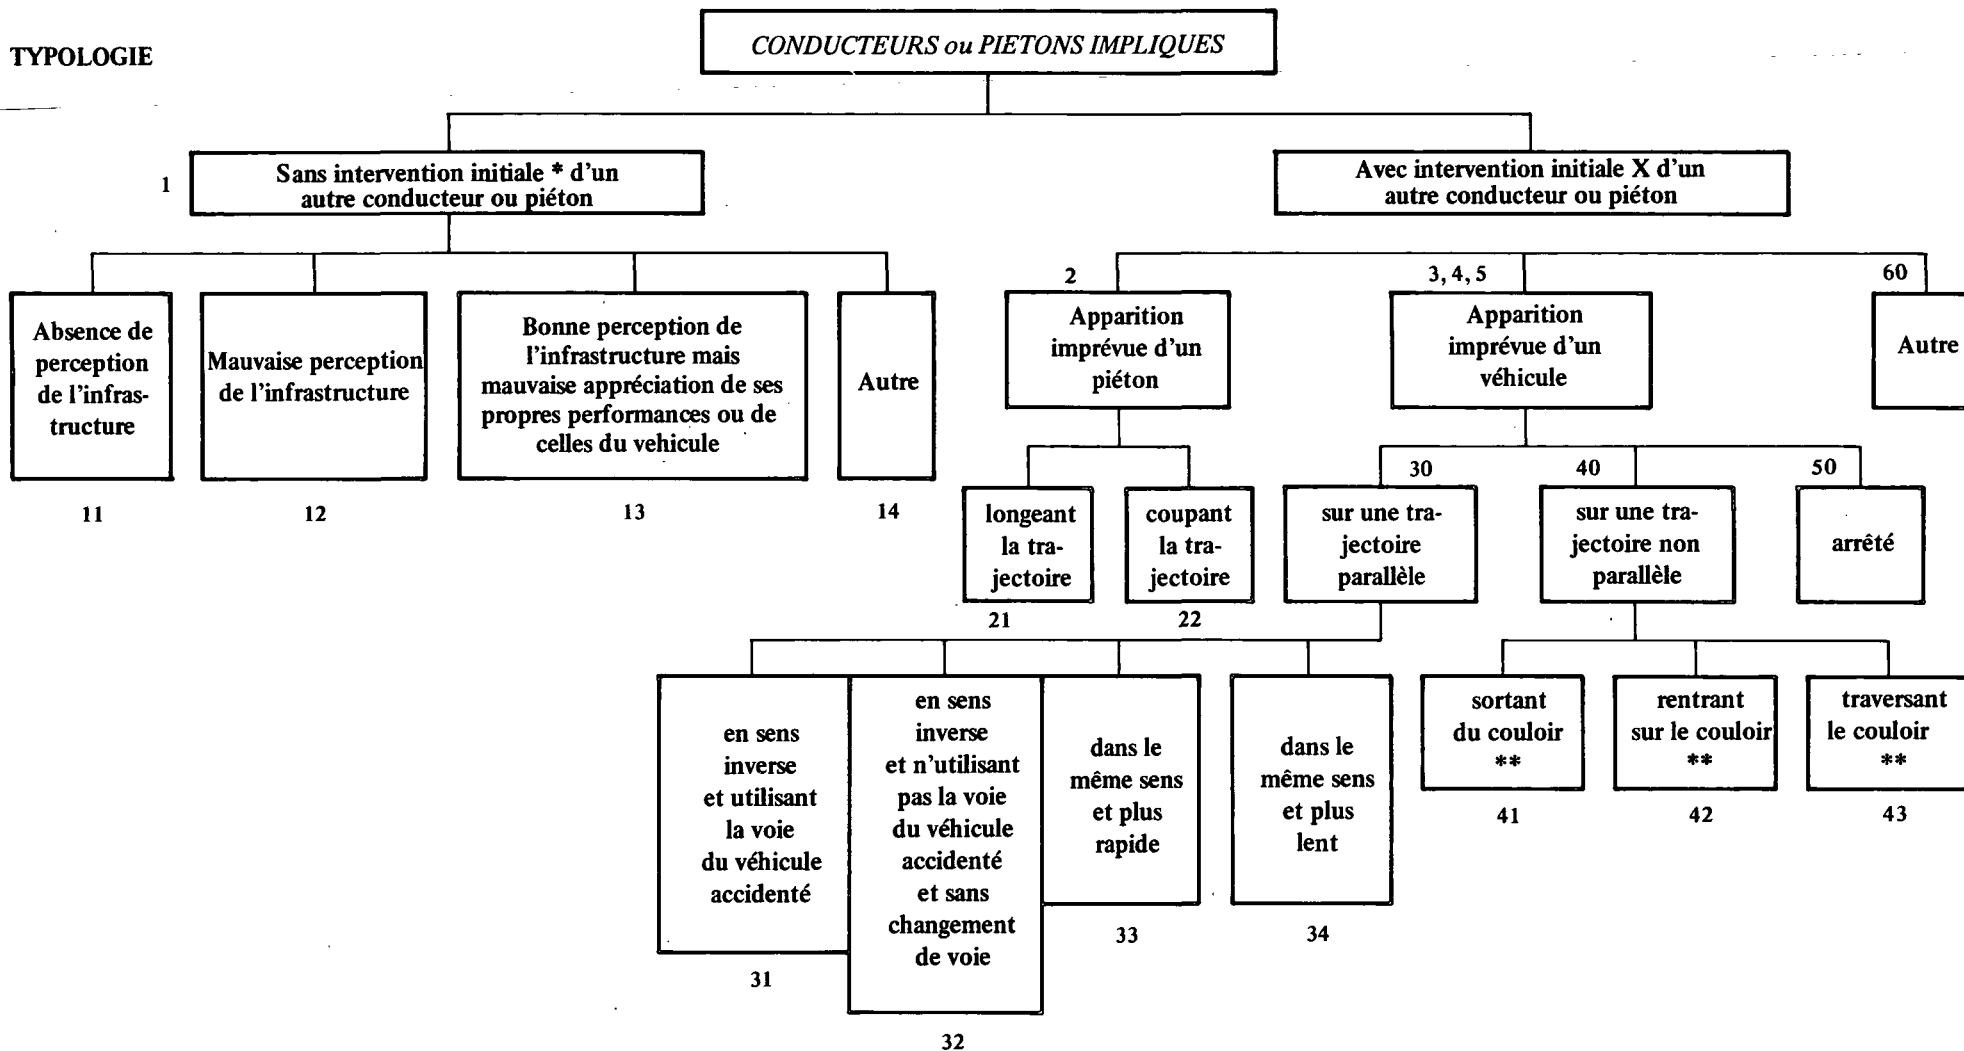 TYPOLOGIE
CONDUCTEURS ou PIETONS IMPLIQUES
1
Sans intervention initiale * d'un
autre conducteur ou piéton
Avec intervention initiale X d'un
autre conducteur ou piéton
Absence de
perception
de l'infras-
tructure
11
Mauvaise perception
de l'infrastructure
12
Bonne perception de
l'infrastructure mais
mauvaise appréciation de ses
propres performances ou de
celles du vehicule
13
Autre
14
2
Apparition
imprévue d'un
piéton
3, 4, 5
Apparition
imprévue d'un
véhicule
60
Autre
longeant
la tra-
jectoire
21
coupant
la tra-
jectoire
22
30
sur une tra-
jectoire
parallèle
40
sur une tra-
jectoire non
parallèle
50
arrêté
en sens
inverse
et utilisant
la voie
du véhicule
accidenté
31
en sens
inverse
et n'utilisant
pas la voie
du véhicule
accidenté
et sans
changement
de voie
32
dans le
même sens
et plus
rapide
33
dans le
même sens
et plus
lent
34
sortant
du couloir
**
41
rentrant
sur le couloir
**
42
traversant
le couloir
**
43